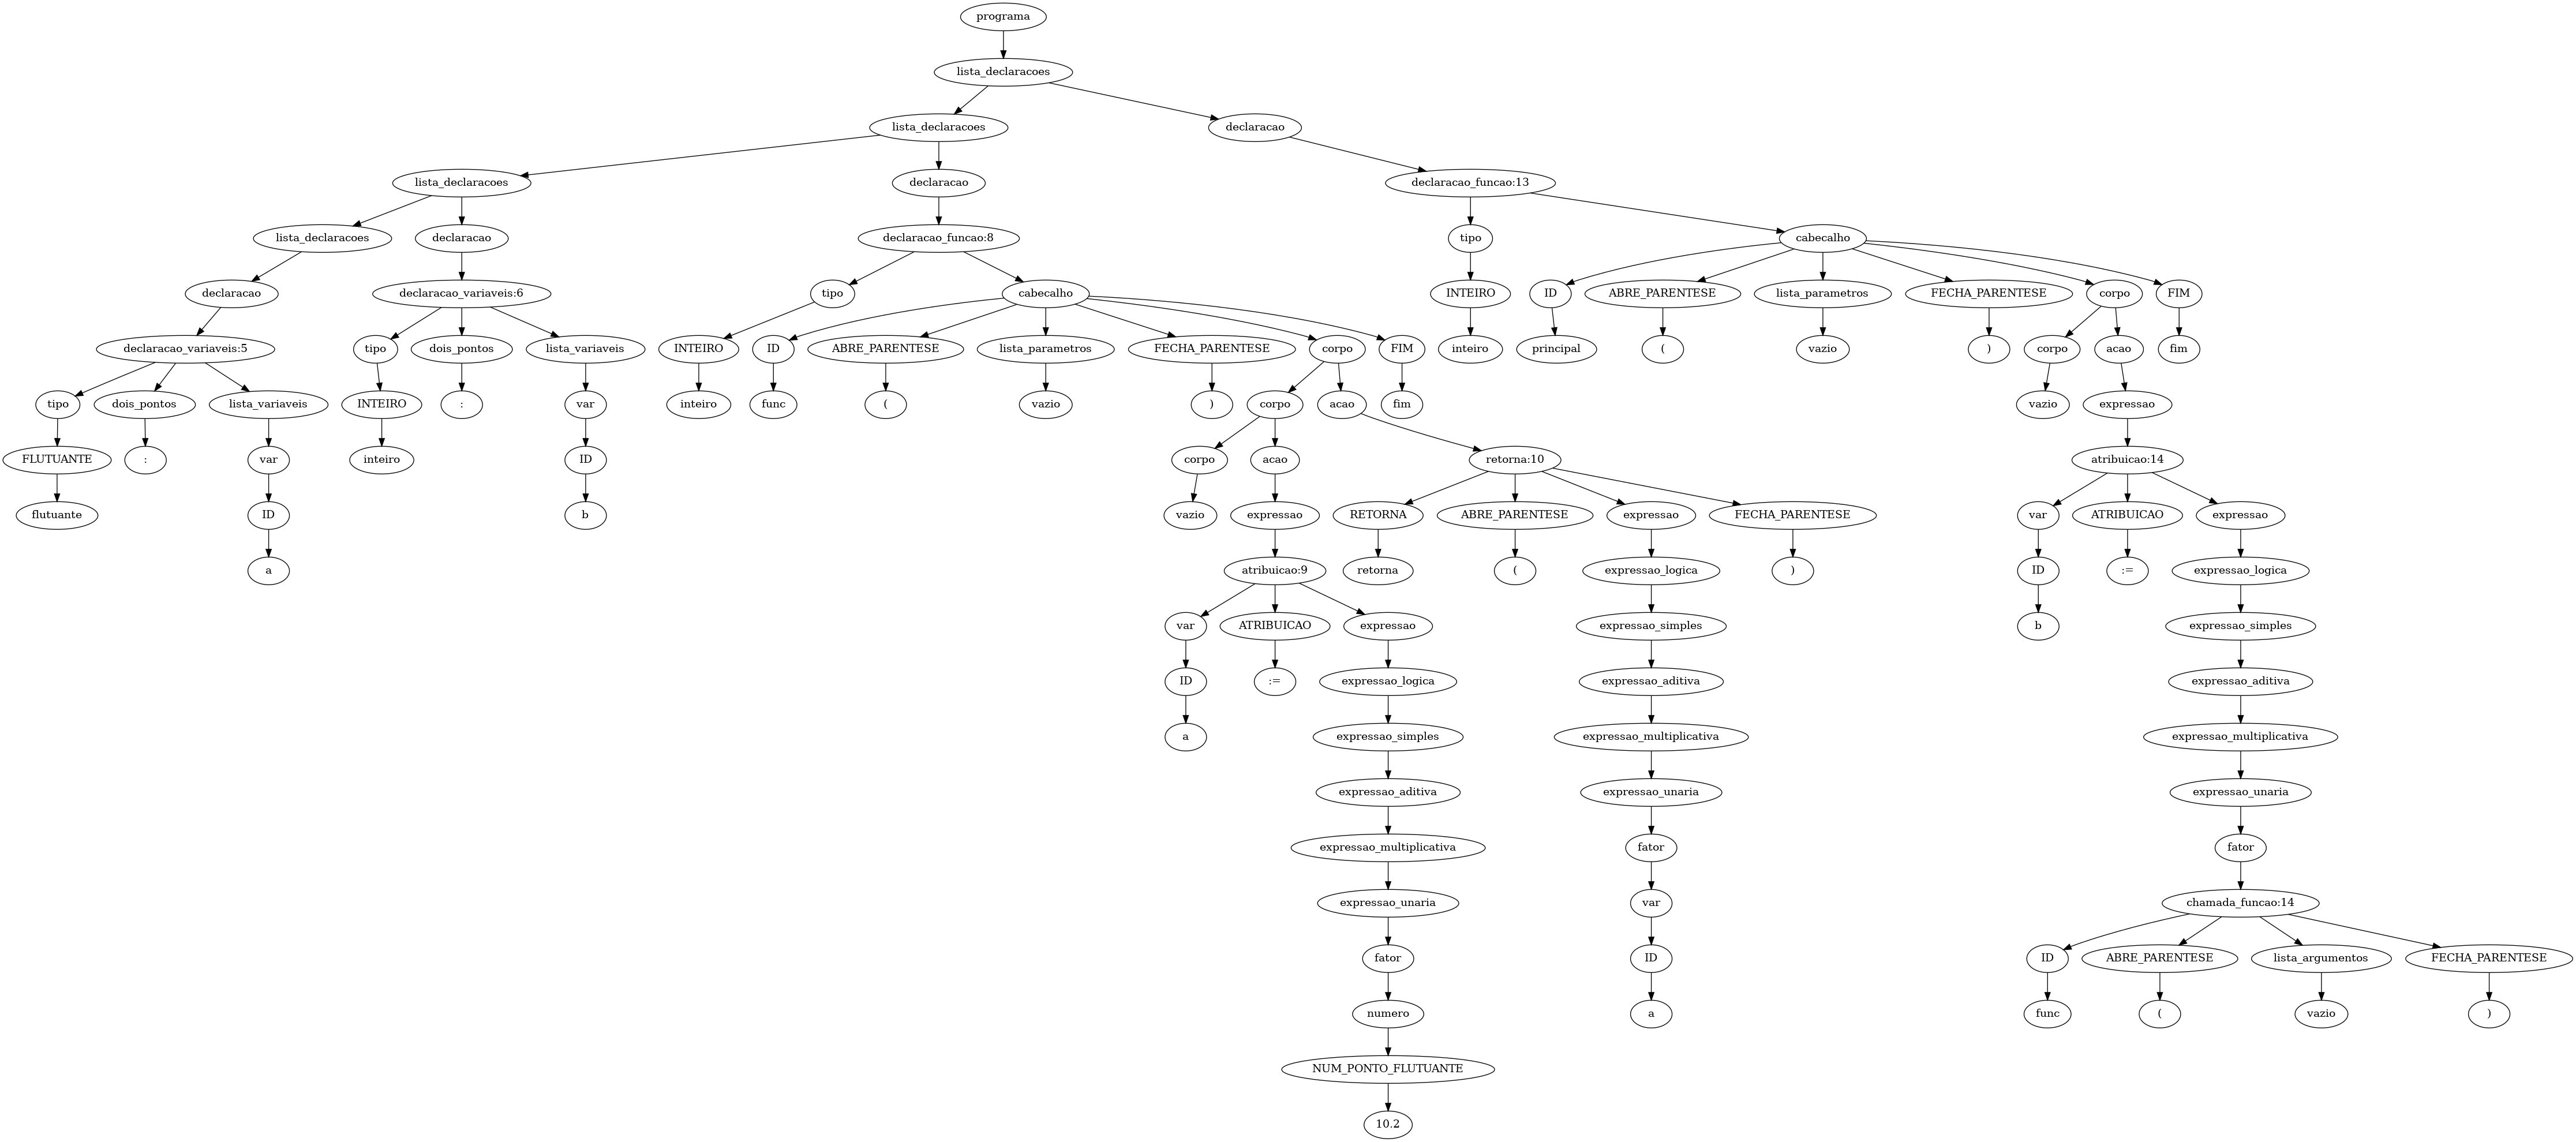 programa
lista_declaracoes
lista_declaracoes declaracao
lista_declaracoes declaracao declaracao_funcao:13
lista_declaracoes declaracao declaracao_funcao:8 tipo cabecalho
declaracao declaracao_variaveis:6 tipo cabecalho INTEIRO ID ABRE_PARENTESE lista_parametros FECHA_PARENTESE corpo FIM
declaracao_variaveis:5 tipo dois_pontos lista_variaveis INTEIRO ID ABRE_PARENTESE lista_parametros FECHA_PARENTESE corpo FIM inteiro principal ( vazio ) corpo acao fim
tipo dois_pontos lista_variaveis INTEIRO : var inteiro func ( vazio ) corpo acao fim vazio expressao
FLUTUANTE : var inteiro ID corpo acao retorna:10 atribuicao:14
flutuante ID b vazio expressao RETORNA ABRE_PARENTESE expressao FECHA_PARENTESE var ATRIBUICAO expressao
a atribuicao:9 retorna ( expressao_logica ) ID := expressao_logica
var ATRIBUICAO expressao expressao_simples b expressao_simples
ID := expressao_logica expressao_aditiva expressao_aditiva
a expressao_simples expressao_multiplicativa expressao_multiplicativa
expressao_aditiva expressao_unaria expressao_unaria
expressao_multiplicativa fator fator
expressao_unaria var chamada_funcao:14
fator ID ID ABRE_PARENTESE lista_argumentos FECHA_PARENTESE
numero a func ( vazio )
NUM_PONTO_FLUTUANTE
10.2